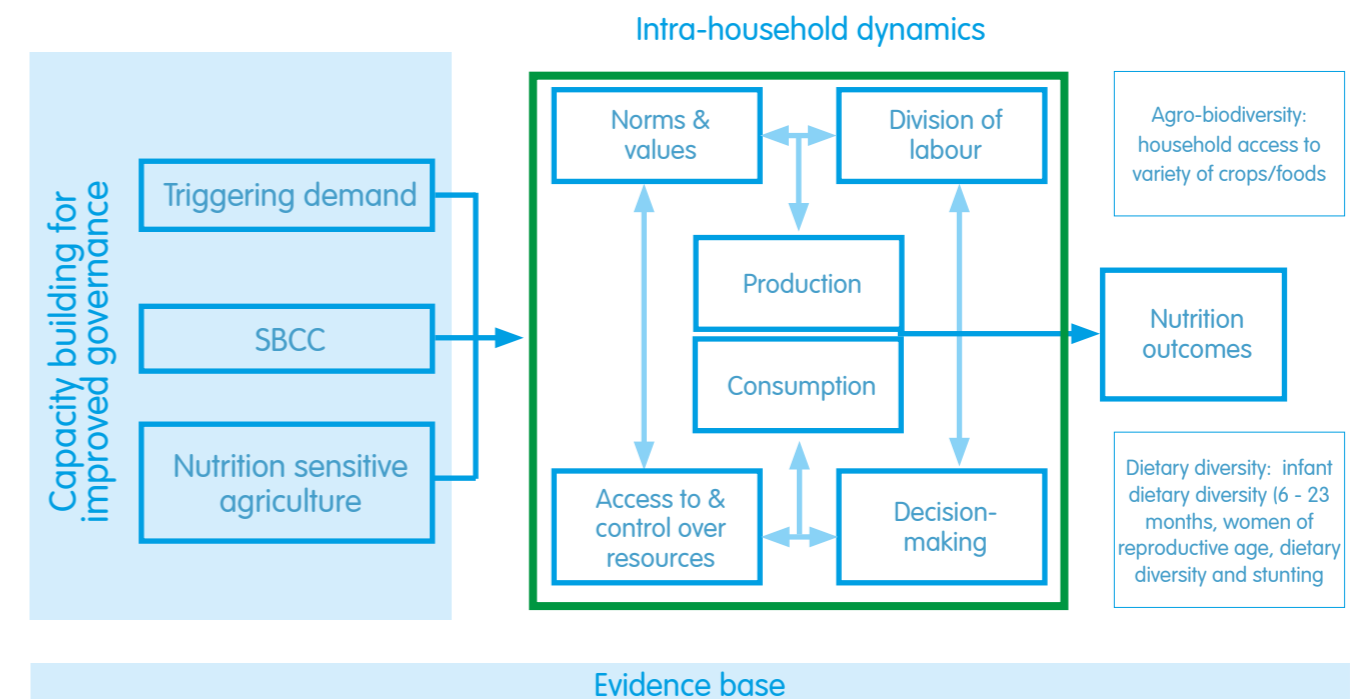 Intra-household dynamics
Capacity building for
improved governance
Triggering demand
SBCC
Nutrition sensitive
agriculture
Norms &
values
Division of
labour
Production
Consumption
Access to &
control over
resources
Decision-
making
Agro-biodiversity:
household access to
variety of crops/foods
Nutrition
outcomes
Dietary diversity: infant
dietary diversity (6 - 23
months, women of
reproductive age, dietary
diversity and stunting
Evidence base